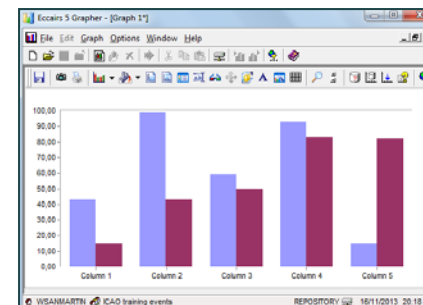 Eccairs 5 Grapher - [Graph 1*]
File Edit Graph Options Window Help
100,00
90,00
80,00
70,00
60,00
50,00
40,00
30,00
20,00
10,00
0,00
Column 1 Column 2 Column 3 Column 4 Column 5
WSANMARTIN ICAO training events REPOSITORY 16/11/2013 20:18